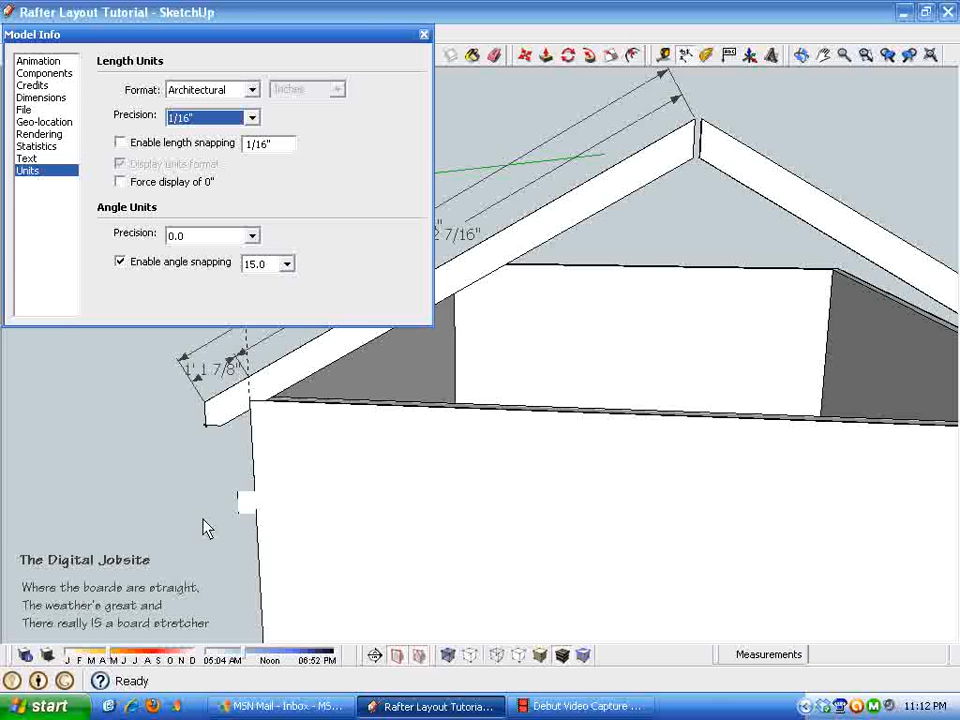 Rafter Layout Tutorial - SketchUp
Model Info
Animation
Components
Credits
Dimensions
File
Geo-location
Rendering
Statistics
Text
Units
Length Units
Format: Architectural Inches
Precision: 1/16"
Enable length snapping 1/16"
Display units format
Force display of 0"
Angle Units
Precision: 0.0
Enable angle snapping 15.0
7/16"
1' 1 7/8"
The Digital Jobsite
Where the boards are straight,
The weather's great and
There really IS a board stretcher
J F M A M J J A S O N D 05:04 AM Noon 06:52 PM
Measurements
Ready
start MSN Mail - Inbox - MS... Rafter Layout Tutoria... Debut Video Capture ... 11:12 PM